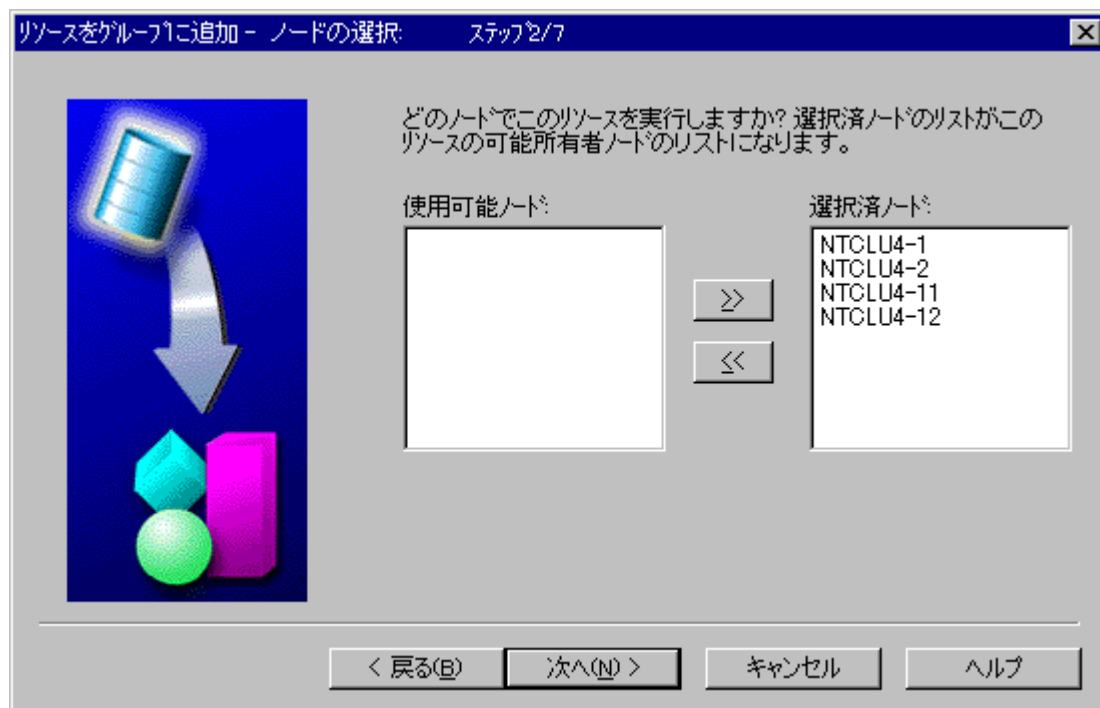 リソースをグループに追加 - ノードの選択: ステップ2/7
どのノードでこのリソースを実行しますか? 選択済ノードのリストがこの
リソースの可能所有者ノードのリストになります。
使用可能ノード:
選択済ノード:
NTCLU4-1
NTCLU4-2
NTCLU4-11
NTCLU4-12
>>
<<
< 戻る(B)
次へ(N) >
キャンセル
ヘルプ